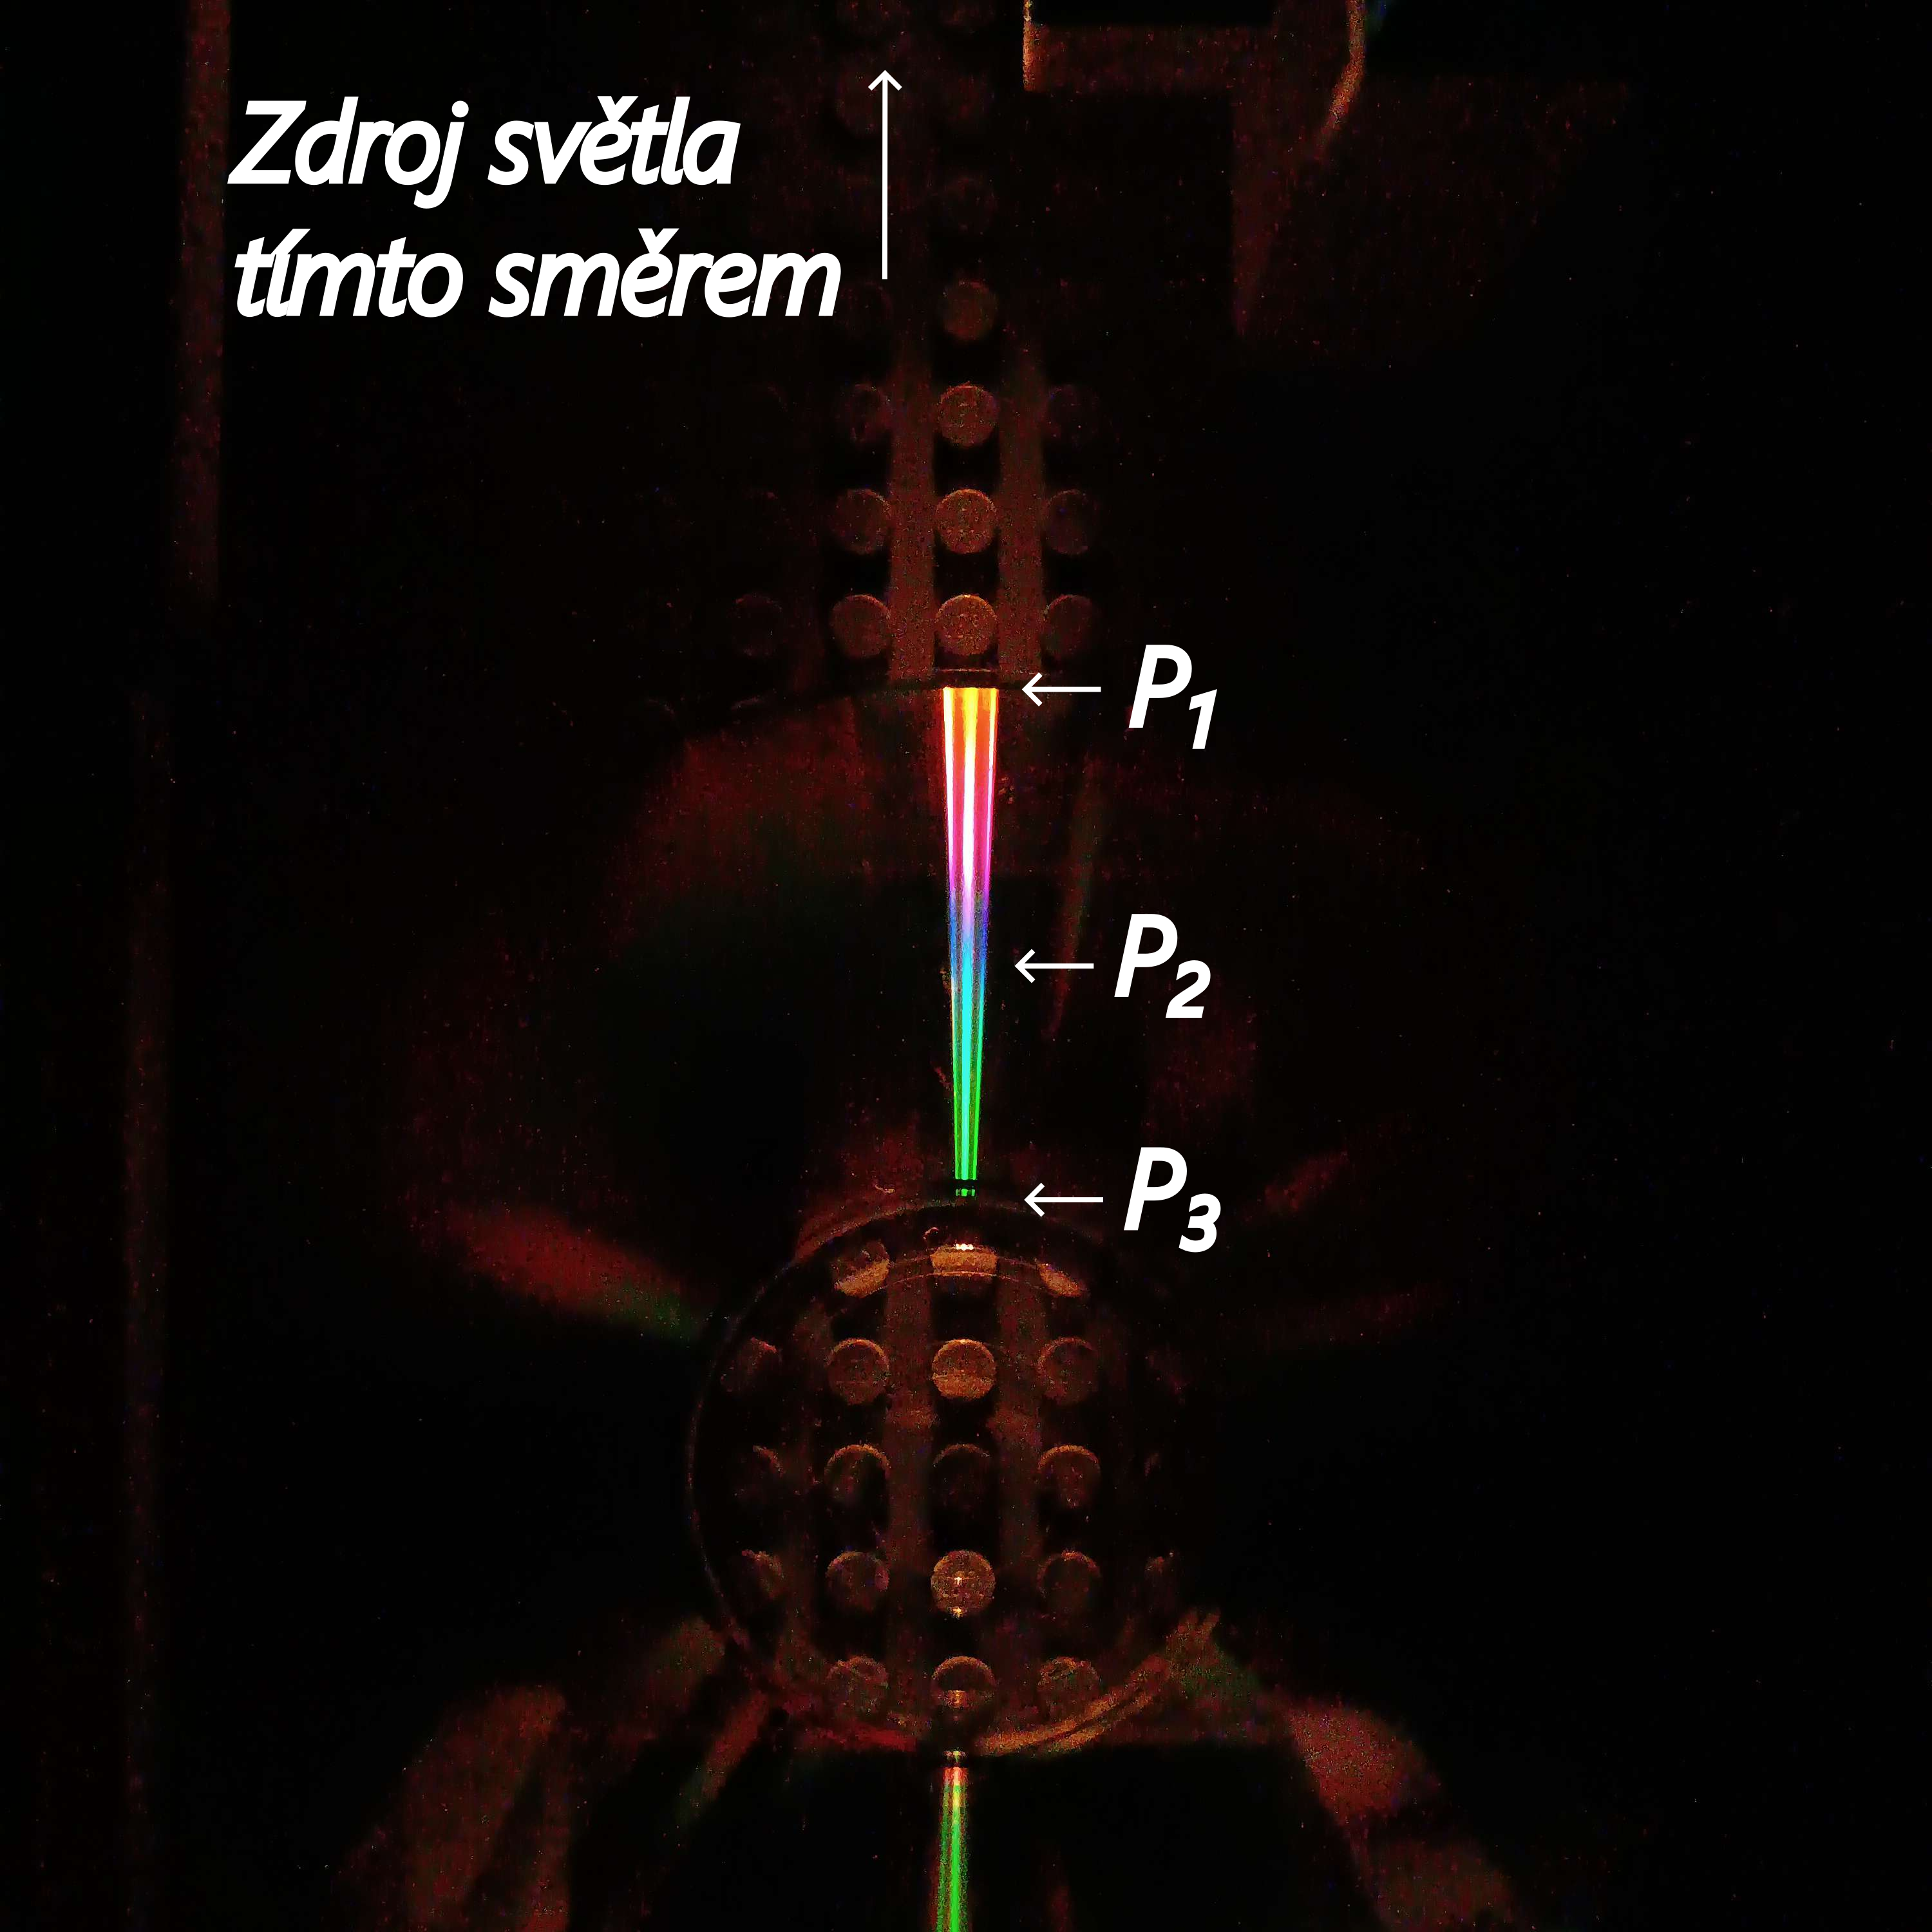 Zdroj světla
tímto směrem
P₁
P₂
P₃